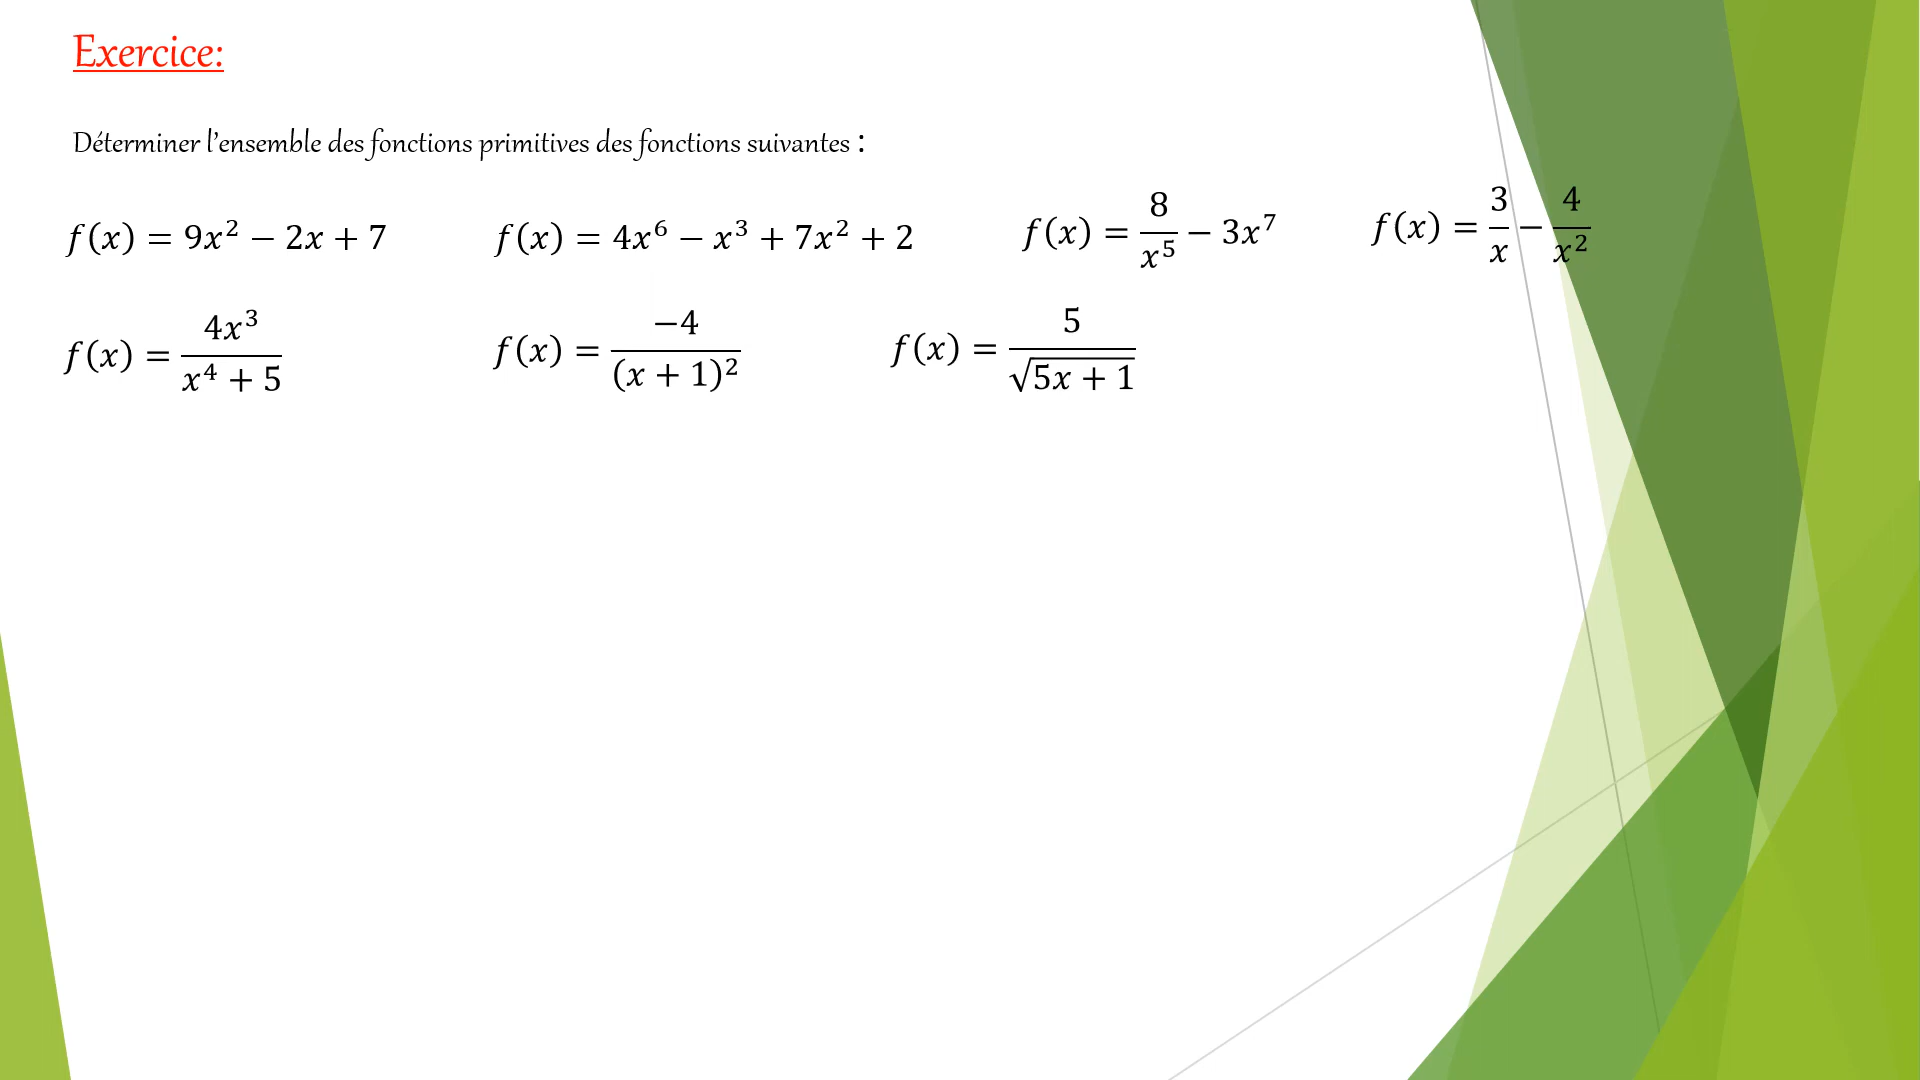 Exercice:
Déterminer l'ensemble des fonctions primitives des fonctions suivantes :
f(x) = 9x² − 2x + 7    f(x) = 4x⁶ − x³ + 7x² + 2    f(x) = 8/x⁵ − 3x⁷    f(x) = 3/x − 4/x²
f(x) = 4x³/(x⁴ + 5)    f(x) = −4/(x + 1)²    f(x) = 5/√(5x + 1)